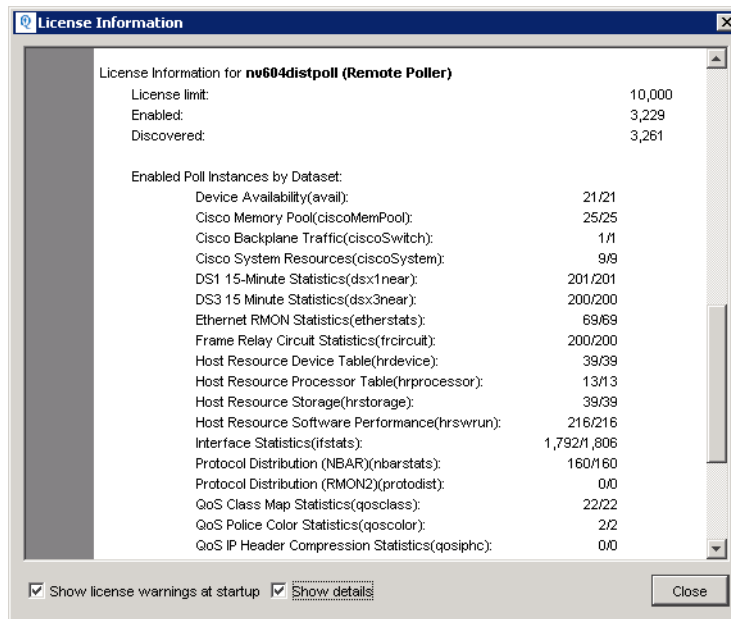 License Information
License Information for nv604distpoll (Remote Poller)
License limit: 10,000
Enabled: 3,229
Discovered: 3,261
Enabled Poll Instances by Dataset:
Device Availability(avail): 21/21
Cisco Memory Pool(ciscoMemPool): 25/25
Cisco Backplane Traffic(ciscoSwitch): 1/1
Cisco System Resources(ciscoSystem): 9/9
DS1 15-Minute Statistics(dsx1near): 201/201
DS3 15 Minute Statistics(dsx3near): 200/200
Ethernet RMON Statistics(etherstats): 69/69
Frame Relay Circuit Statistics(frcircuit): 200/200
Host Resource Device Table(hrdevice): 39/39
Host Resource Processor Table(hrprocessor): 13/13
Host Resource Storage(hrstorage): 39/39
Host Resource Software Performance(hrswrun): 216/216
Interface Statistics(ifstats): 1,792/1,806
Protocol Distribution (NBAR)(nbarstats): 160/160
Protocol Distribution (RMON2)(protodist): 0/0
QoS Class Map Statistics(qosclass): 22/22
QoS Police Color Statistics(qoscolor): 2/2
QoS IP Header Compression Statistics(qosiphc): 0/0
Show license warnings at startup Show details Close